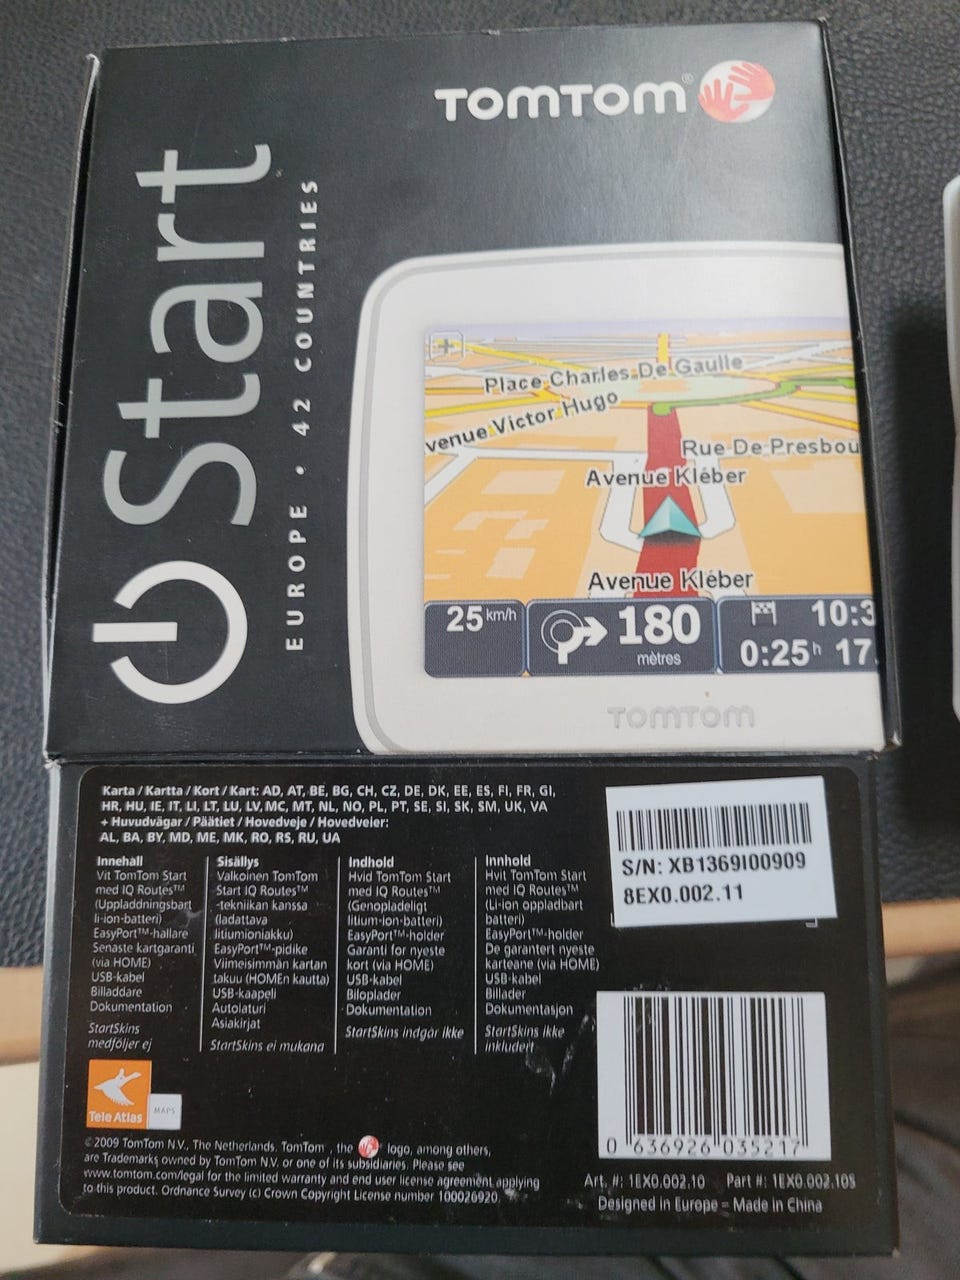 TOMTOM®
Start
EUROPE • 42 COUNTRIES
Place Charles De Gaulle
venue Victor Hugo
Rue De Presbou
Avenue Kléber
Avenue Kléber
25 km/h
180
mètres
10:3
0:25 h 17
TOMTOM
Karta / Kartta / Kort / Kart: AD, AT, BE, BG, CH, CZ, DE, DK, EE, ES, FI, FR, GI,
HR, HU, IE, IT, LI, LT, LU, LV, MC, MT, NL, NO, PL, PT, SE, SI, SK, SM, UK, VA
+ Huvudvägar / Päätiet / Hovedveje / Hovedveier:
AL, BA, BY, MD, ME, MK, RO, RS, RU, UA
Innehåll
Vit TomTom Start
med IQ Routes™
(Uppladdningsbart
li-ion-batteri)
EasyPort™-hållare
Senaste kartgaranti
(via HOME)
USB-kabel
Billaddare
Dokumentation
StartSkins
medföljer ej
Sisällys
Valkoinen TomTom
Start IQ Routes™
-tekniikan kanssa
(ladattava
litiumioniakku)
EasyPort™-pidike
Viimeisimmän kartan
takuu (HOMEn kautta)
USB-kaapeli
Autolaturi
Asiakirjat
StartSkins ei mukana
Indhold
Hvid TomTom Start
med IQ Routes™
(Genopladeligt
litium-ion-batteri)
EasyPort™-holder
Garanti for nyeste
kort (via HOME)
USB-kabel
Biloplader
Dokumentation
StartSkins indgår ikke
Innhold
Hvit TomTom Start
med IQ Routes™
(Li-ion oppladbart
batteri)
EasyPort™-holder
De garantert nyeste
kartene (via HOME)
USB-kabel
Billader
Dokumentasjon
StartSkins ikke
inkludert
S/N: XB1369I00909
8EX0.002.11
Tele Atlas MAPS
0 636926 035217
©2009 TomTom N.V., The Netherlands. TomTom, the logo, among others,
are Trademarks owned by TomTom N.V. or one of its subsidiaries. Please see
www.tomtom.com/legal for the limited warranty and end user license agreement applying
to this product. Ordnance Survey (c) Crown Copyright License number 100026920.
Art. #: 1EX0.002.10 Part #: 1EX0.002.10S
Designed in Europe – Made in China